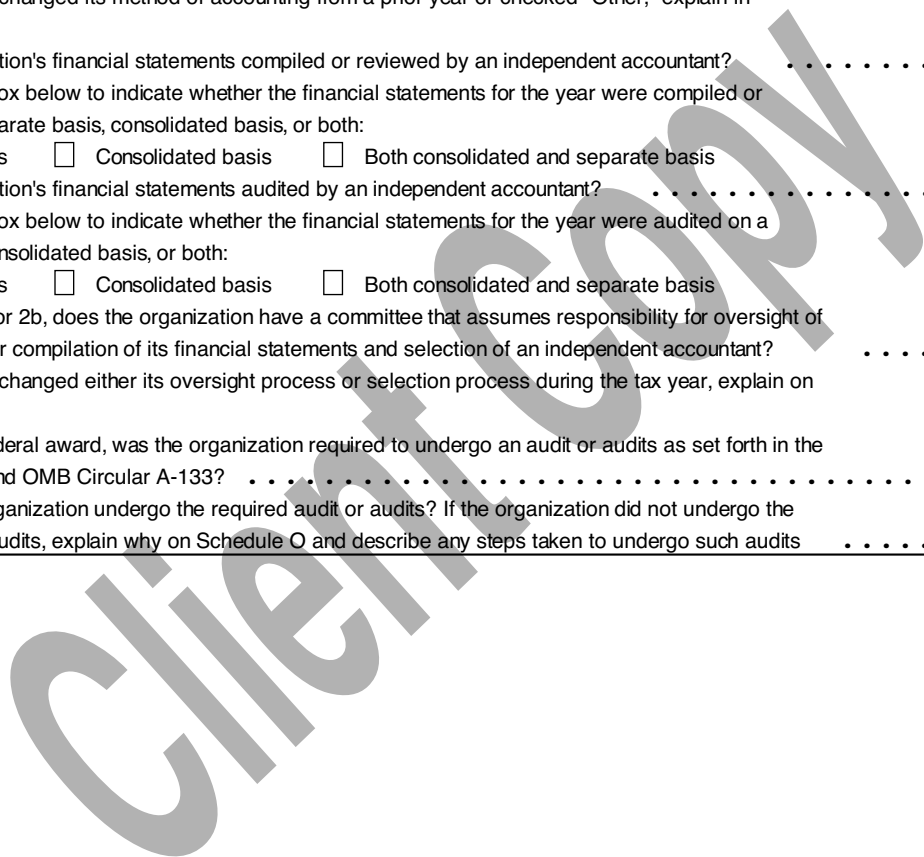 changed its method of accounting from a prior year or checked "Other," explain in
tion's financial statements compiled or reviewed by an independent accountant? . . . . . . . .
ox below to indicate whether the financial statements for the year were compiled or
arate basis, consolidated basis, or both:
s Consolidated basis Both consolidated and separate basis
tion's financial statements audited by an independent accountant? . . . . . . . . . . . . . . .
ox below to indicate whether the financial statements for the year were audited on a
nsolidated basis, or both:
s Consolidated basis Both consolidated and separate basis
or 2b, does the organization have a committee that assumes responsibility for oversight of
r compilation of its financial statements and selection of an independent accountant? . . . .
changed either its oversight process or selection process during the tax year, explain on
deral award, was the organization required to undergo an audit or audits as set forth in the
nd OMB Circular A-133? . . . . . . . . . . . . . . . . . . . . . . . . . . . . . . . . . . .
ganization undergo the required audit or audits? If the organization did not undergo the
udits, explain why on Schedule O and describe any steps taken to undergo such audits . . . . .
Client Copy